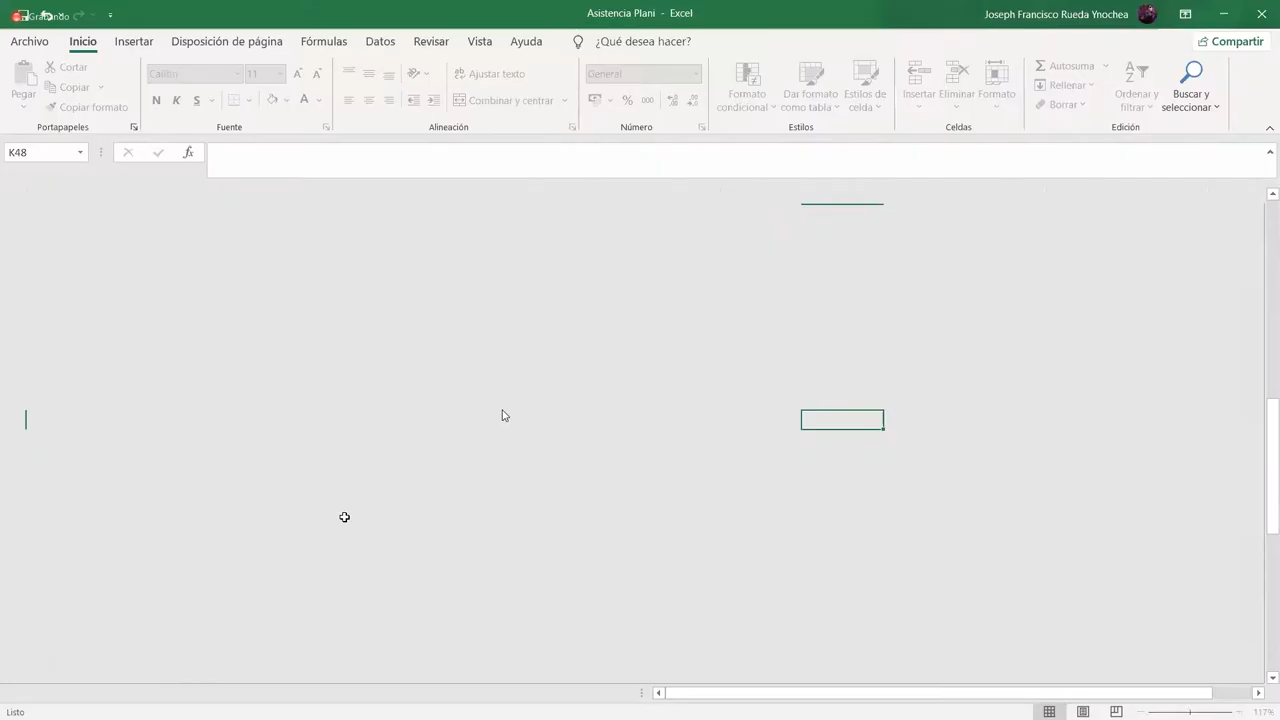 Grabando
Asistencia Plani - Excel
Joseph Francisco Rueda Ynochea
Archivo Inicio Insertar Disposición de página Fórmulas Datos Revisar Vista Ayuda ¿Qué desea hacer? Compartir
Pegar
Cortar
Copiar
Copiar formato
Portapapeles
Calibri 11
N K S
Fuente
Ajustar texto
Combinar y centrar
Alineación
General
% 000
Número
Formato condicional
Dar formato como tabla
Estilos de celda
Estilos
Insertar Eliminar Formato
Celdas
Autosuma
Rellenar
Borrar
Ordenar y filtrar
Buscar y seleccionar
Edición
K48
fx
Listo
117%